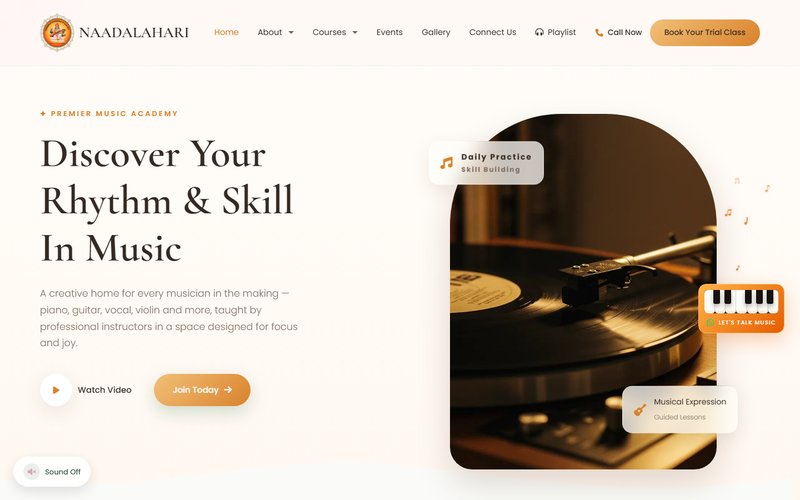 NAADALAHARI
Home
About
Courses
Events
Gallery
Connect Us
Playlist
Call Now
Book Your Trial Class
PREMIER MUSIC ACADEMY
Discover Your
Rhythm & Skill
In Music
A creative home for every musician in the making —
piano, guitar, vocal, violin and more, taught by
professional instructors in a space designed for focus
and joy.
Watch Video
Join Today
Daily Practice
Skill Building
LET'S TALK MUSIC
Musical Expression
Guided Lessons
Sound Off